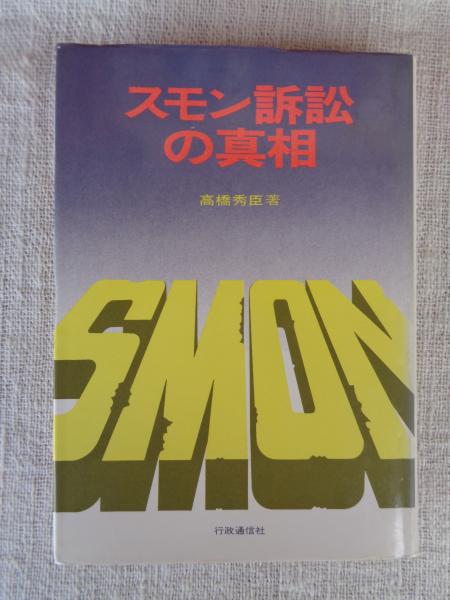 スモン訴訟
の真相
高橋秀臣著
SMON
行政通信社